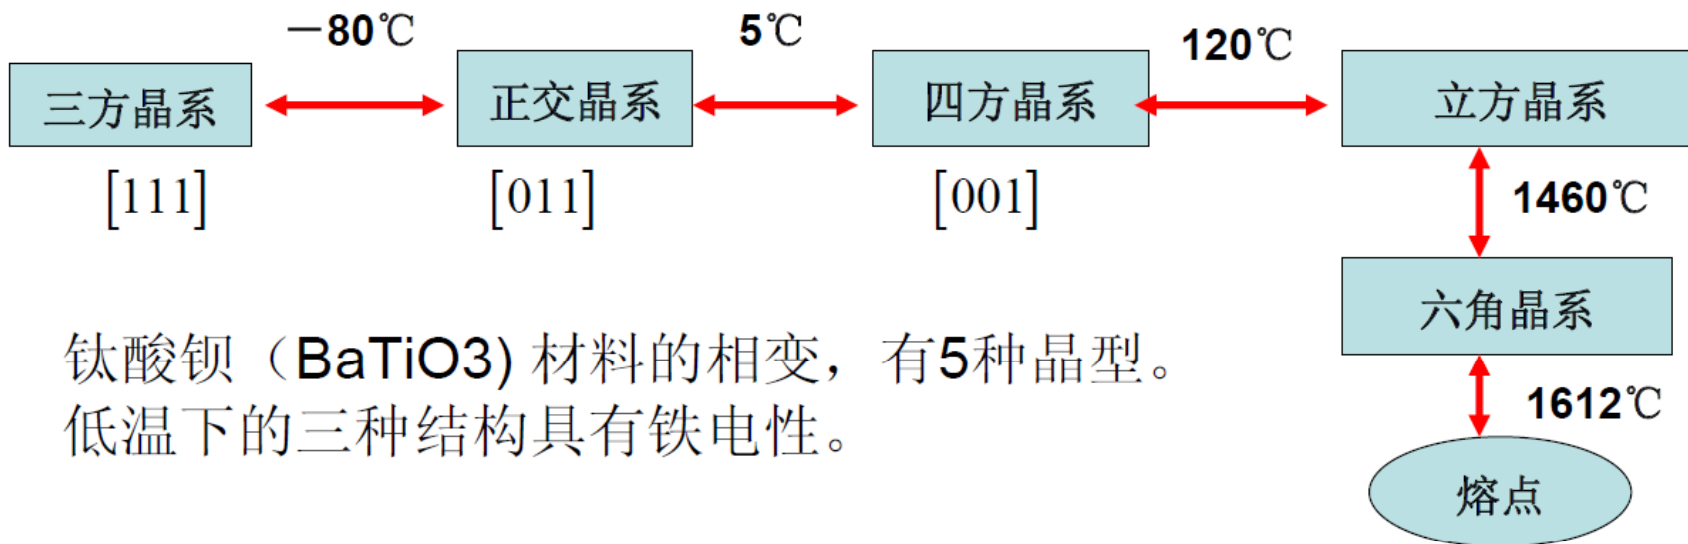 －80℃
5℃
120℃
三方晶系
正交晶系
四方晶系
立方晶系
[111]
[011]
[001]
1460℃
六角晶系
钛酸钡（BaTiO3) 材料的相变，有5种晶型。
低温下的三种结构具有铁电性。
1612℃
熔点